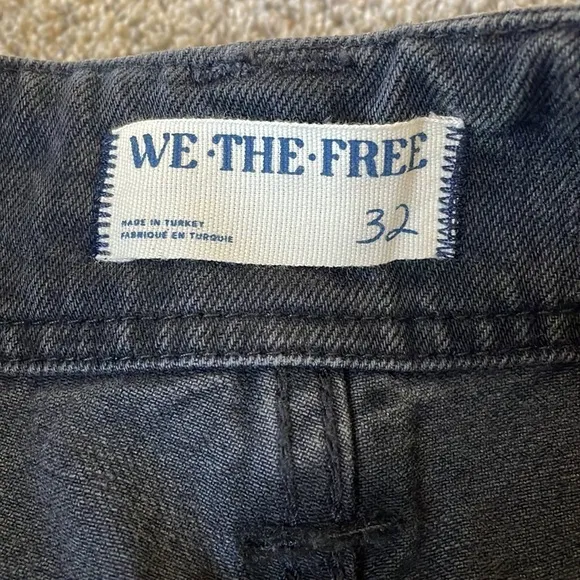 WE·THE·FREE
MADE IN TURKEY
FABRIQUÉ EN TURQUIE
32